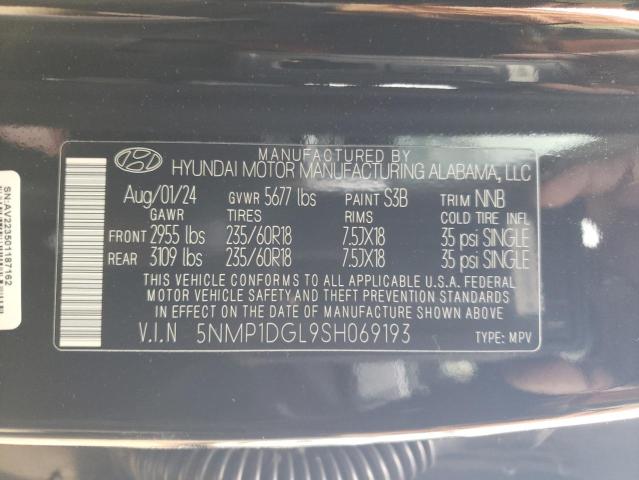 MANUFACTURED BY
HYUNDAI MOTOR MANUFACTURING ALABAMA, LLC
Aug/01/24 GVWR 5677 lbs PAINT S3B TRIM NNB
GAWR TIRES RIMS COLD TIRE INFL.
FRONT 2955 lbs 235/60R18 7.5JX18 35 psi SINGLE
REAR 3109 lbs 235/60R18 7.5JX18 35 psi SINGLE
THIS VEHICLE CONFORMS TO ALL APPLICABLE U.S.A. FEDERAL
MOTOR VEHICLE SAFETY BUMPER, AND THEFT PREVENTION STANDARDS
IN EFFECT ON THE DATE OF MANUFACTURE SHOWN ABOVE.
V.I.N 5NMP1DGL9SH069193 TYPE: MPV
SN:AV223501187162